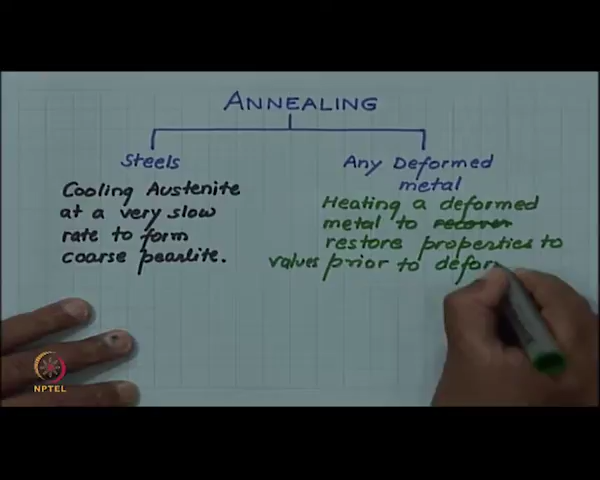 ANNEALING
Steels
Cooling Austenite
at a very slow
rate to form
coarse pearlite.
Any Deformed
metal
Heating a deformed
metal to recover
restore properties to
values prior to defor
NPTEL